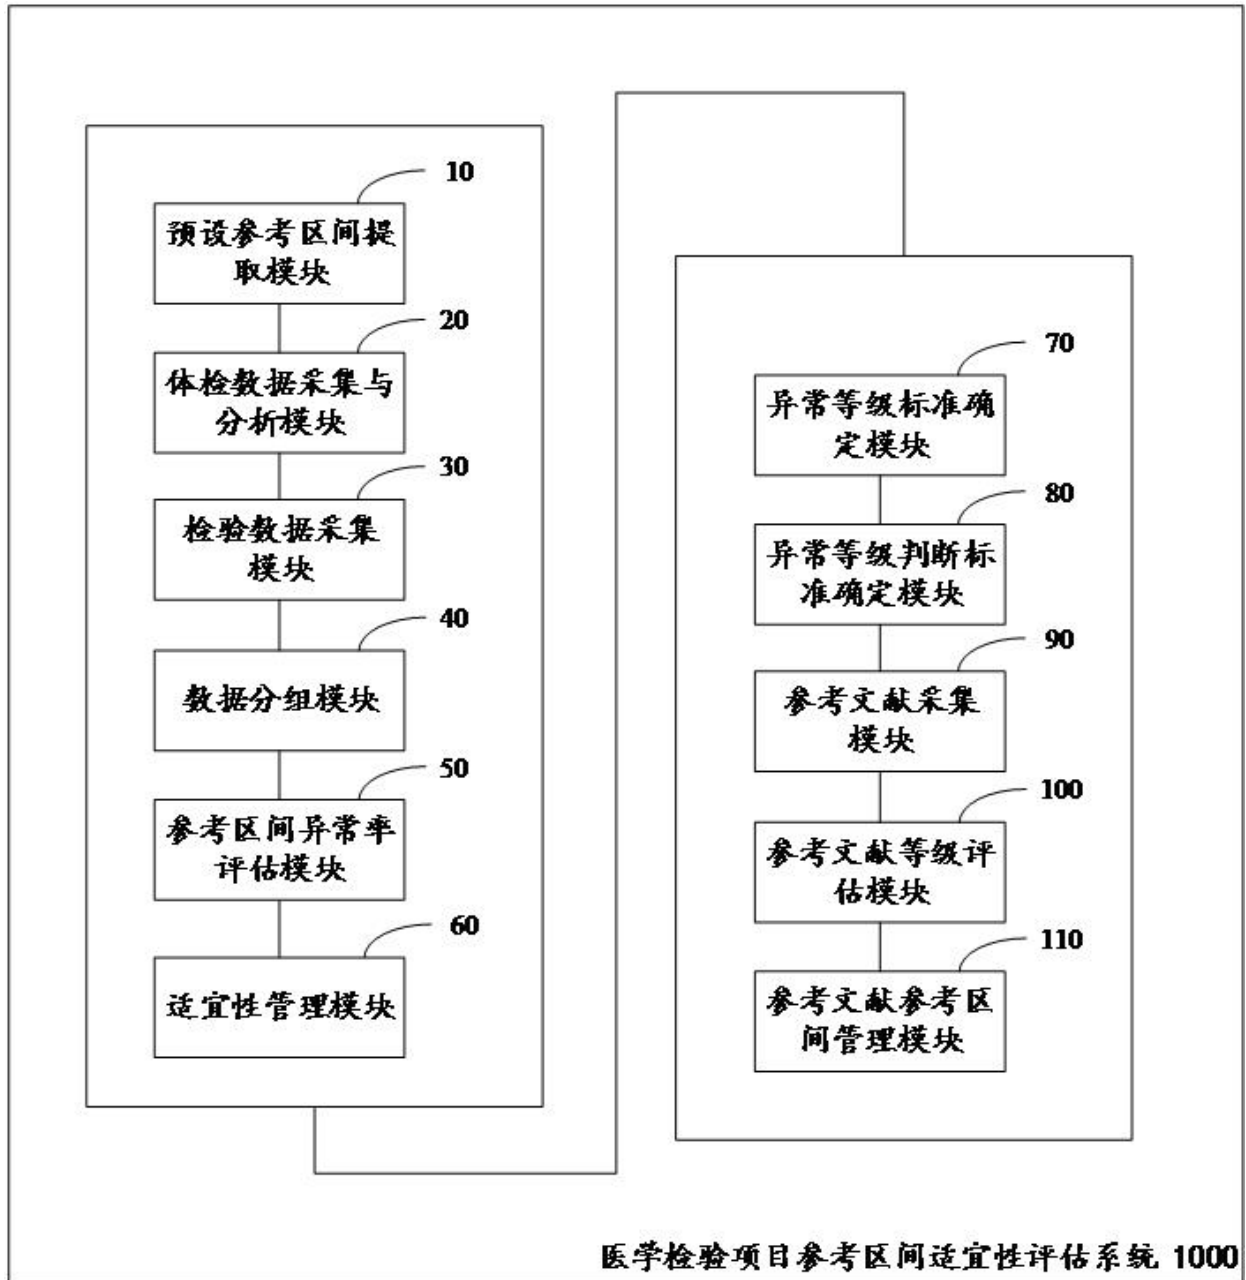 10
预设参考区间提
取模块
20
体检数据采集与
分析模块
30
检验数据采集
模块
40
数据分组模块
50
参考区间异常率
评估模块
60
适宜性管理模块
70
异常等级标准确
定模块
80
异常等级判断标
准确定模块
90
参考文献采集
模块
100
参考文献等级评
估模块
110
参考文献参考区
间管理模块
医学检验项目参考区间适宜性评估系统 1000